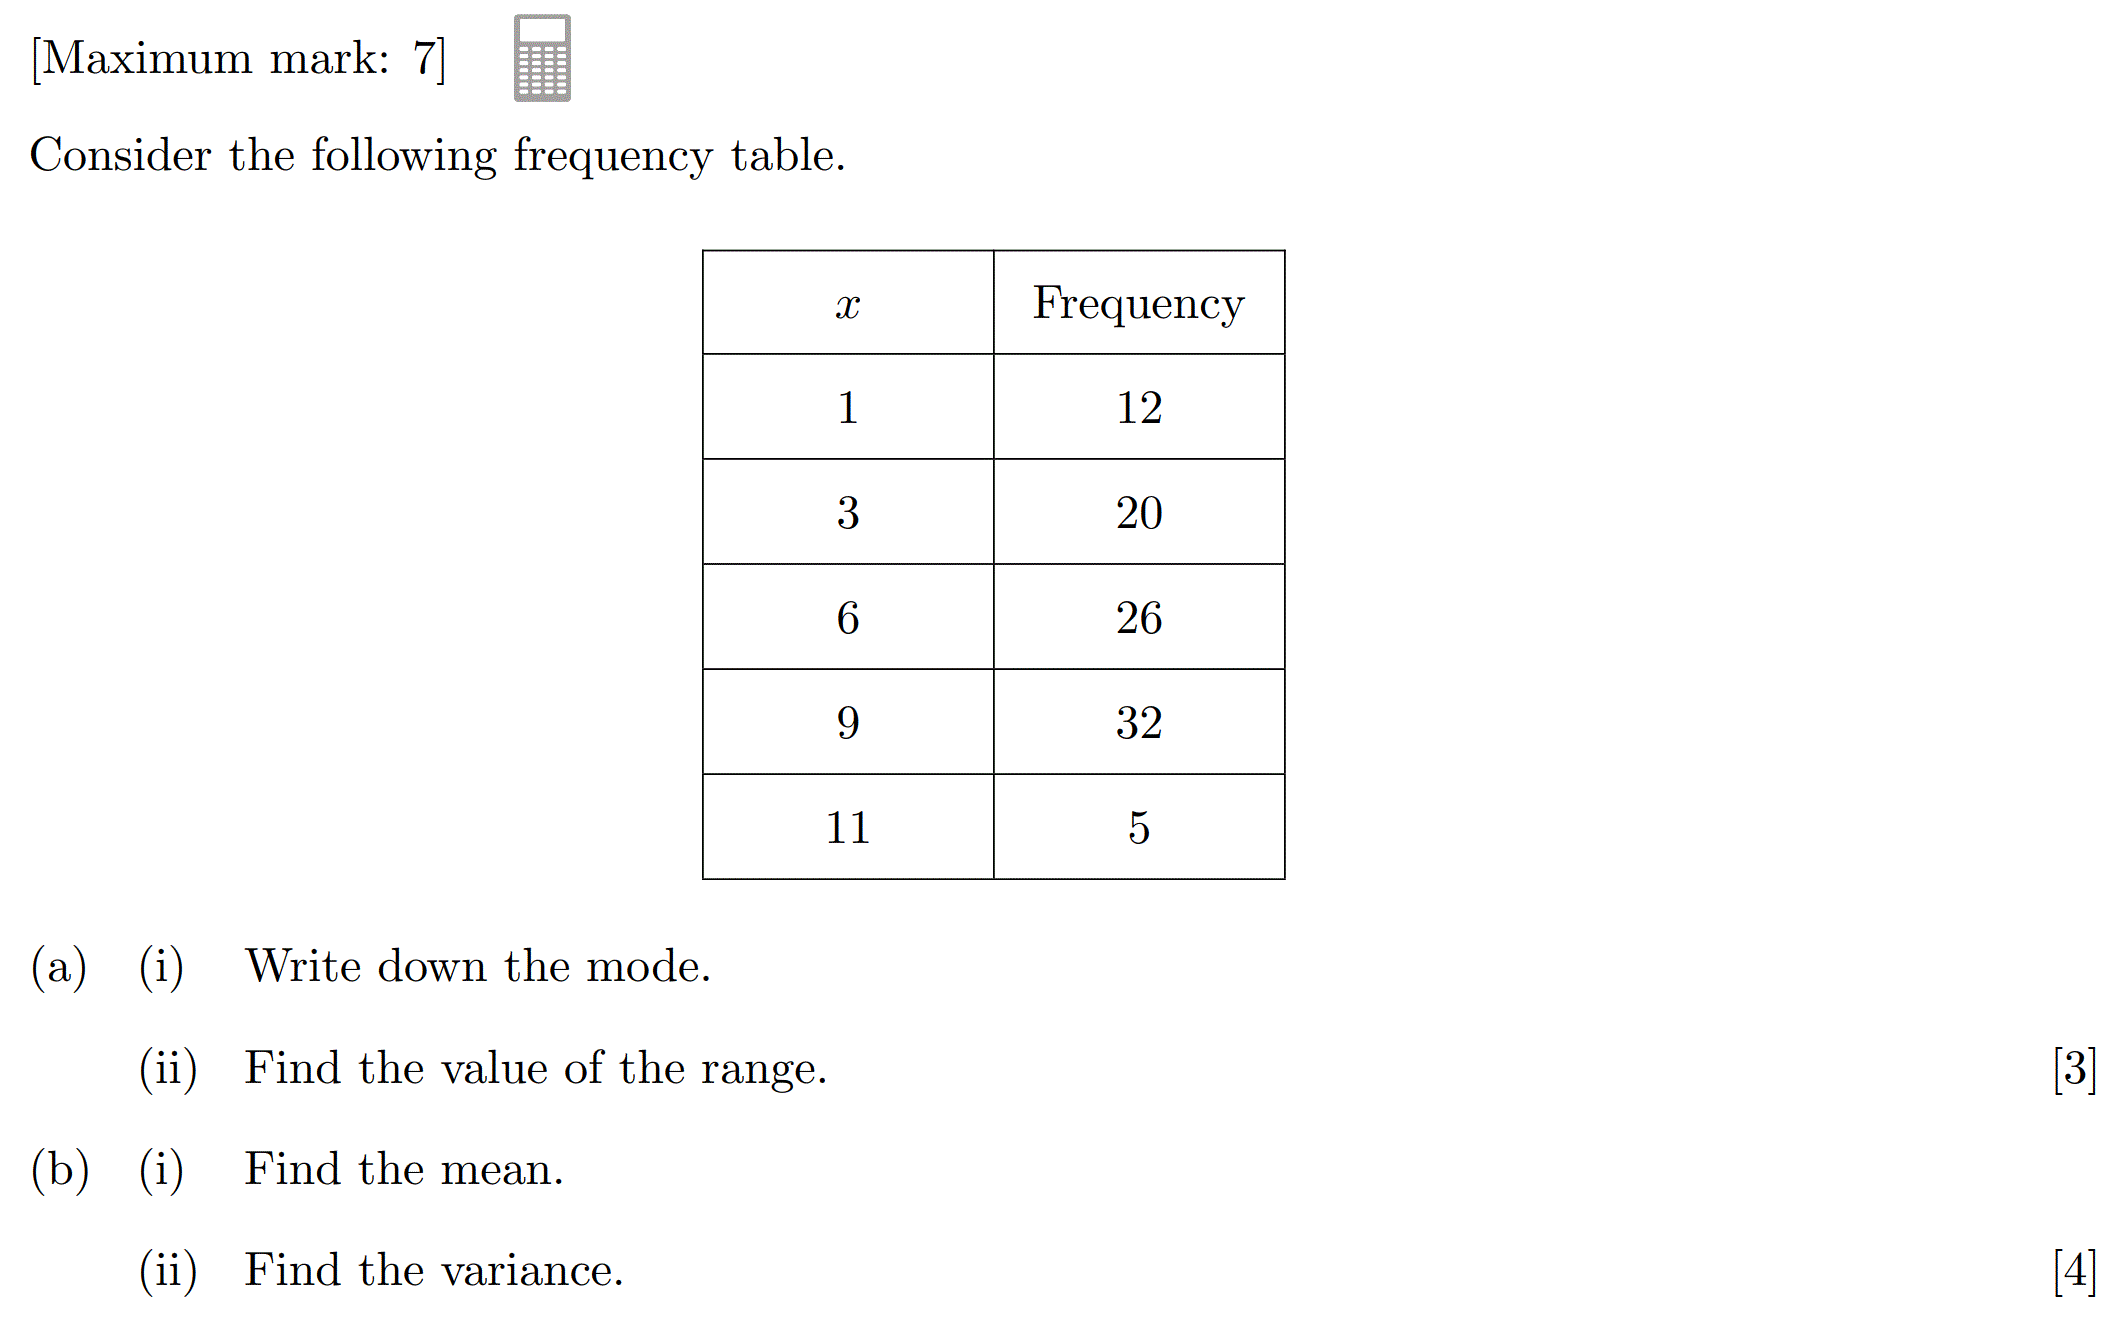 [Maximum mark: 7]
Consider the following frequency table.
x Frequency
1 12
3 20
6 26
9 32
11 5
(a) (i) Write down the mode.
(ii) Find the value of the range. [3]
(b) (i) Find the mean.
(ii) Find the variance. [4]